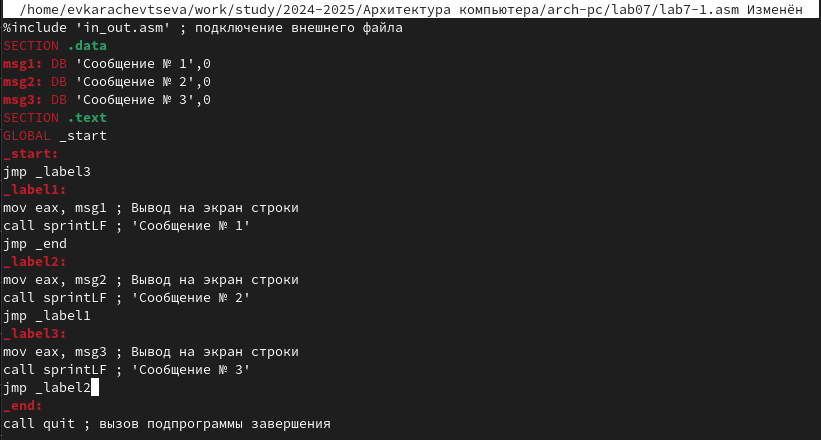 /home/evkarachevtseva/work/study/2024-2025/Архитектура компьютера/arch-pc/lab07/lab7-1.asm Изменён
%include 'in_out.asm' ; подключение внешнего файла
SECTION .data
msg1: DB 'Сообщение № 1',0
msg2: DB 'Сообщение № 2',0
msg3: DB 'Сообщение № 3',0
SECTION .text
GLOBAL _start
_start:
jmp _label3
_label1:
mov eax, msg1 ; Вывод на экран строки
call sprintLF ; 'Сообщение № 1'
jmp _end
_label2:
mov eax, msg2 ; Вывод на экран строки
call sprintLF ; 'Сообщение № 2'
jmp _label1
_label3:
mov eax, msg3 ; Вывод на экран строки
call sprintLF ; 'Сообщение № 3'
jmp _label2
_end:
call quit ; вызов подпрограммы завершения